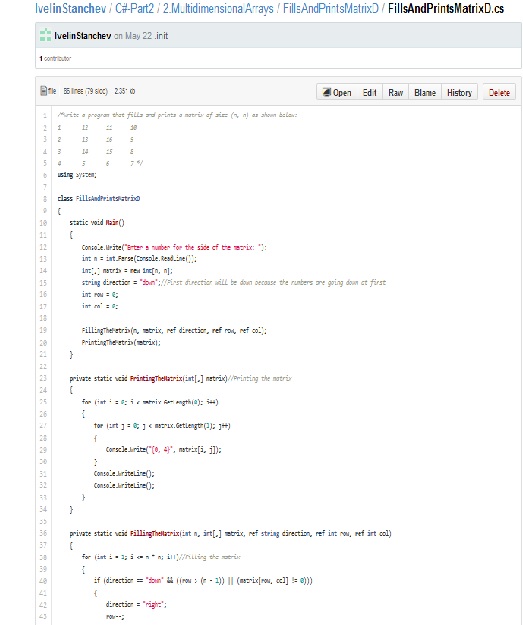 IvelinStanchev / C#-Part2 / 2.MultidimensionalArrays / FillsAndPrintsMatrixD / FillsAndPrintsMatrixD.cs
IvelinStanchev on May 22 .init
1 contributor
file 86 lines (79 sloc) 2.351 Open Edit Raw Blame History Delete
1 /*Write a program that fills and prints a matrix of size (n, n) as shown below:
2 1 12 11 10
3 2 13 16 9
4 3 14 15 8
5 4 5 6 7 */
6 using System;
7
8 class FillsAndPrintsMatrixD
9 {
10 static void Main()
11 {
12 Console.Write("Enter a number for the side of the matrix: ");
13 int n = int.Parse(Console.ReadLine());
14 int[,] matrix = new int[n, n];
15 string direction = "down";//First direction will be down because the numbers are going down at first
16 int row = 0;
17 int col = 0;
18
19 FillingTheMatrix(n, matrix, ref direction, ref row, ref col);
20 PrintingTheMatrix(matrix);
21 }
22
23 private static void PrintingTheMatrix(int[,] matrix)//Printing the matrix
24 {
25 for (int i = 0; i < matrix.GetLength(0); i++)
26 {
27 for (int j = 0; j < matrix.GetLength(1); j++)
28 {
29 Console.Write("{0, 4}", matrix[i, j]);
30 }
31 Console.WriteLine();
32 Console.WriteLine();
33 }
34 }
35
36 private static void FillingTheMatrix(int n, int[,] matrix, ref string direction, ref int row, ref int col)
37 {
38 for (int i = 1; i <= n * n; i++)//Filling the matrix
39 {
40 if (direction == "down" && ((row > (n - 1)) || (matrix[row, col] != 0)))
41 {
42 direction = "right";
43 row--;